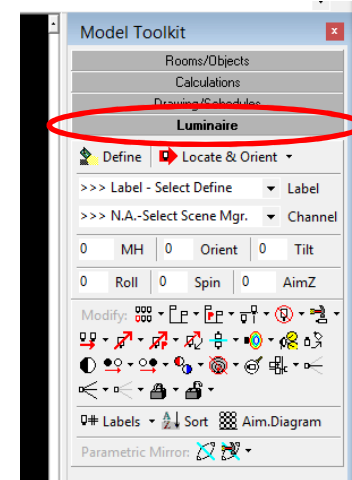 Model Toolkit x
Rooms/Objects
Calculations
Drawing/Schedules
Luminaire
Define Locate & Orient
>>> Label - Select Define Label
>>> N.A.-Select Scene Mgr. Channel
0 MH 0 Orient 0 Tilt
0 Roll 0 Spin 0 AimZ
Modify:
Labels Sort Aim.Diagram
Parametric Mirror: